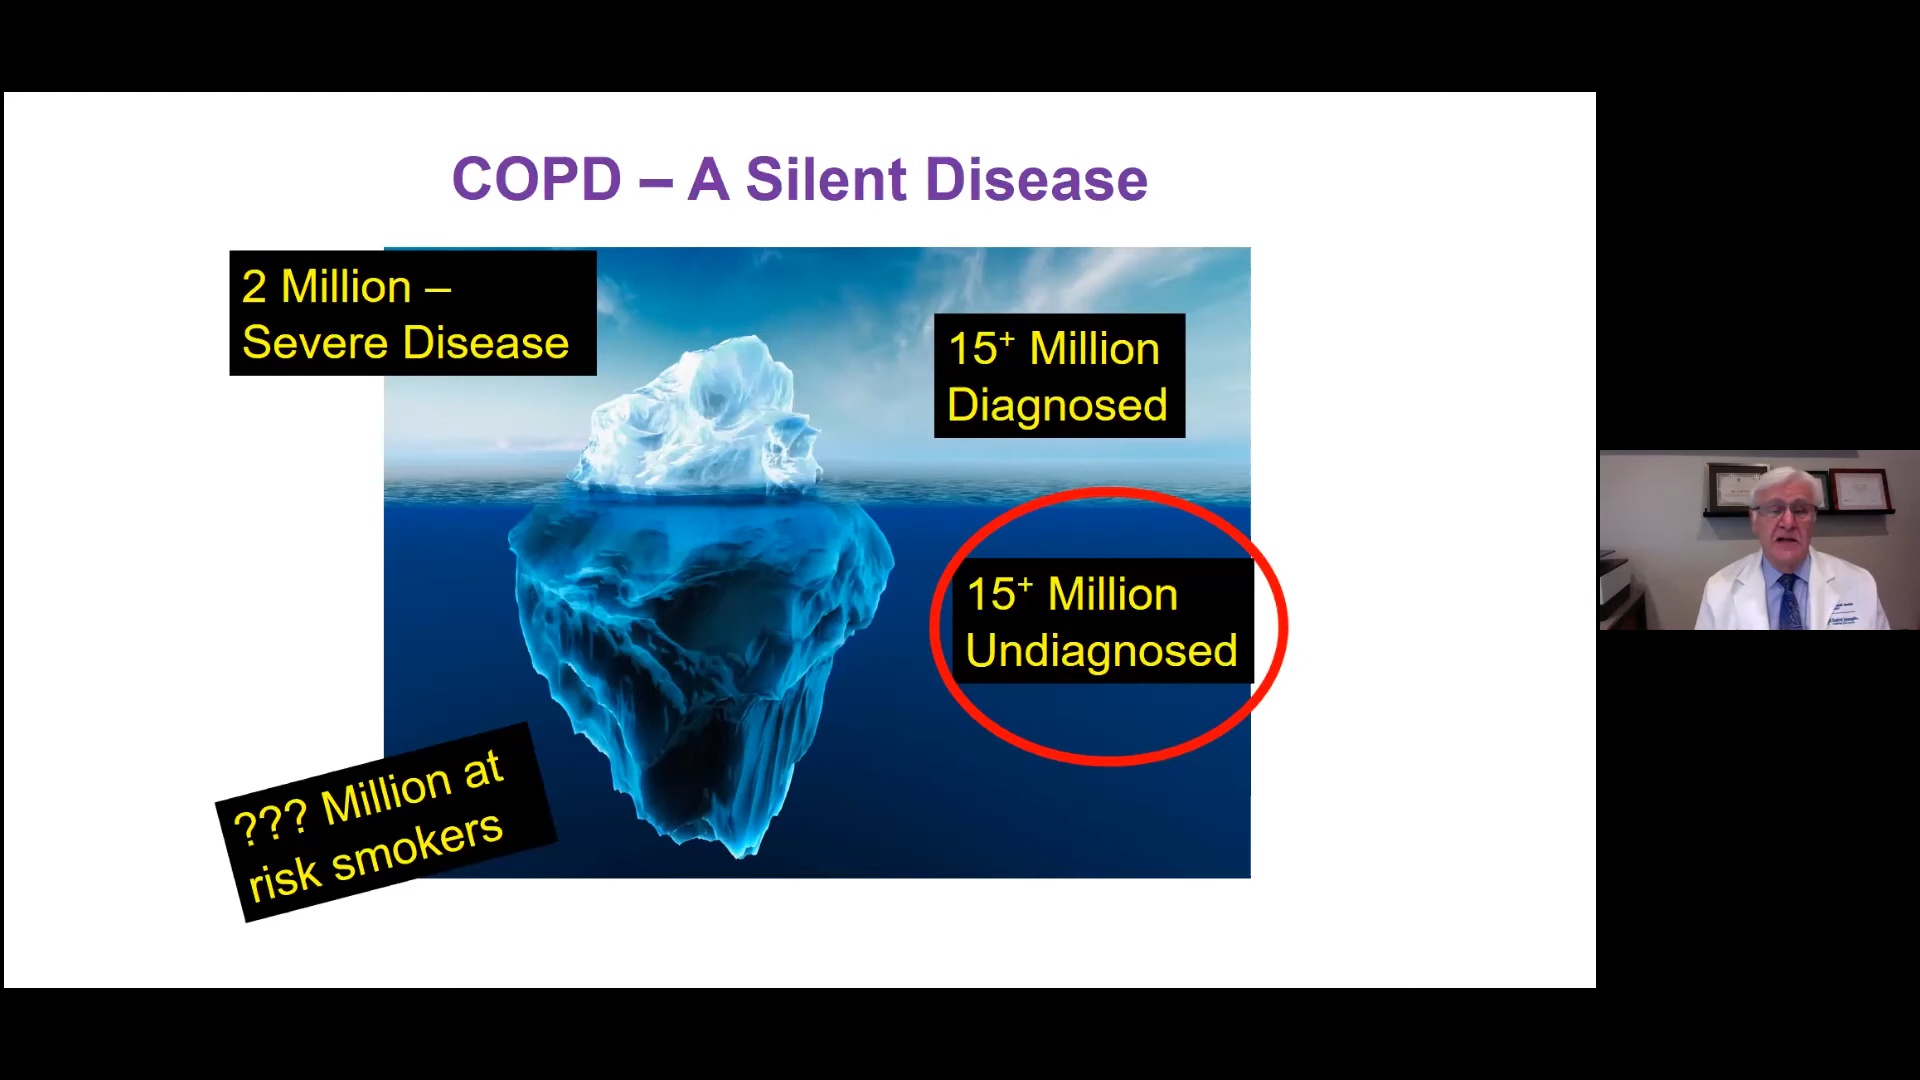 COPD – A Silent Disease
2 Million –
Severe Disease
15+ Million
Diagnosed
15+ Million
Undiagnosed
??? Million at
risk smokers